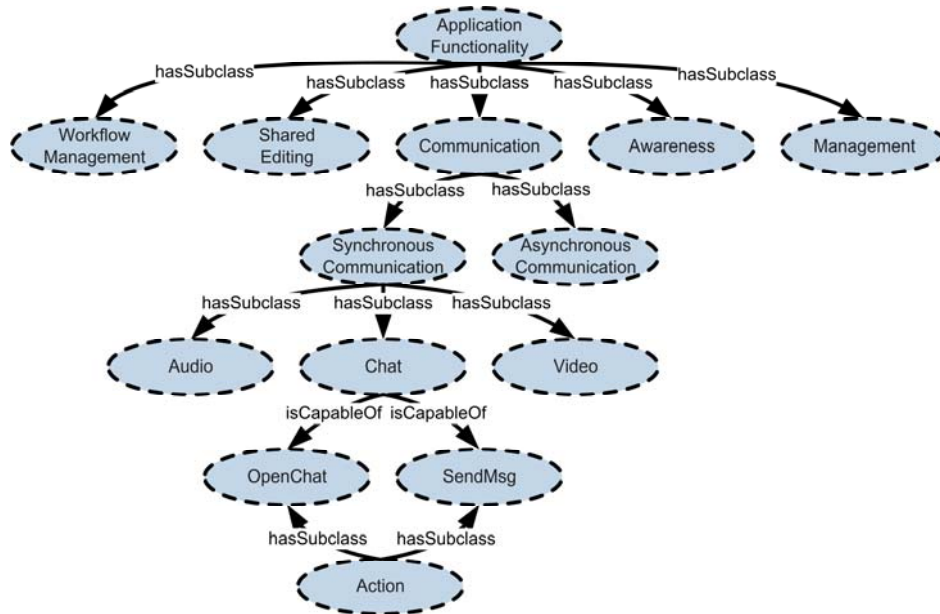 Application
Functionality
hasSubclass
hasSubclass
hasSubclass
hasSubclass
hasSubclass
Workflow
Management
Shared
Editing
Communication
Awareness
Management
hasSubclass
hasSubclass
Synchronous
Communication
Asynchronous
Communication
hasSubclass
hasSubclass
hasSubclass
Audio
Chat
Video
isCapableOf
isCapableOf
OpenChat
SendMsg
hasSubclass
hasSubclass
Action